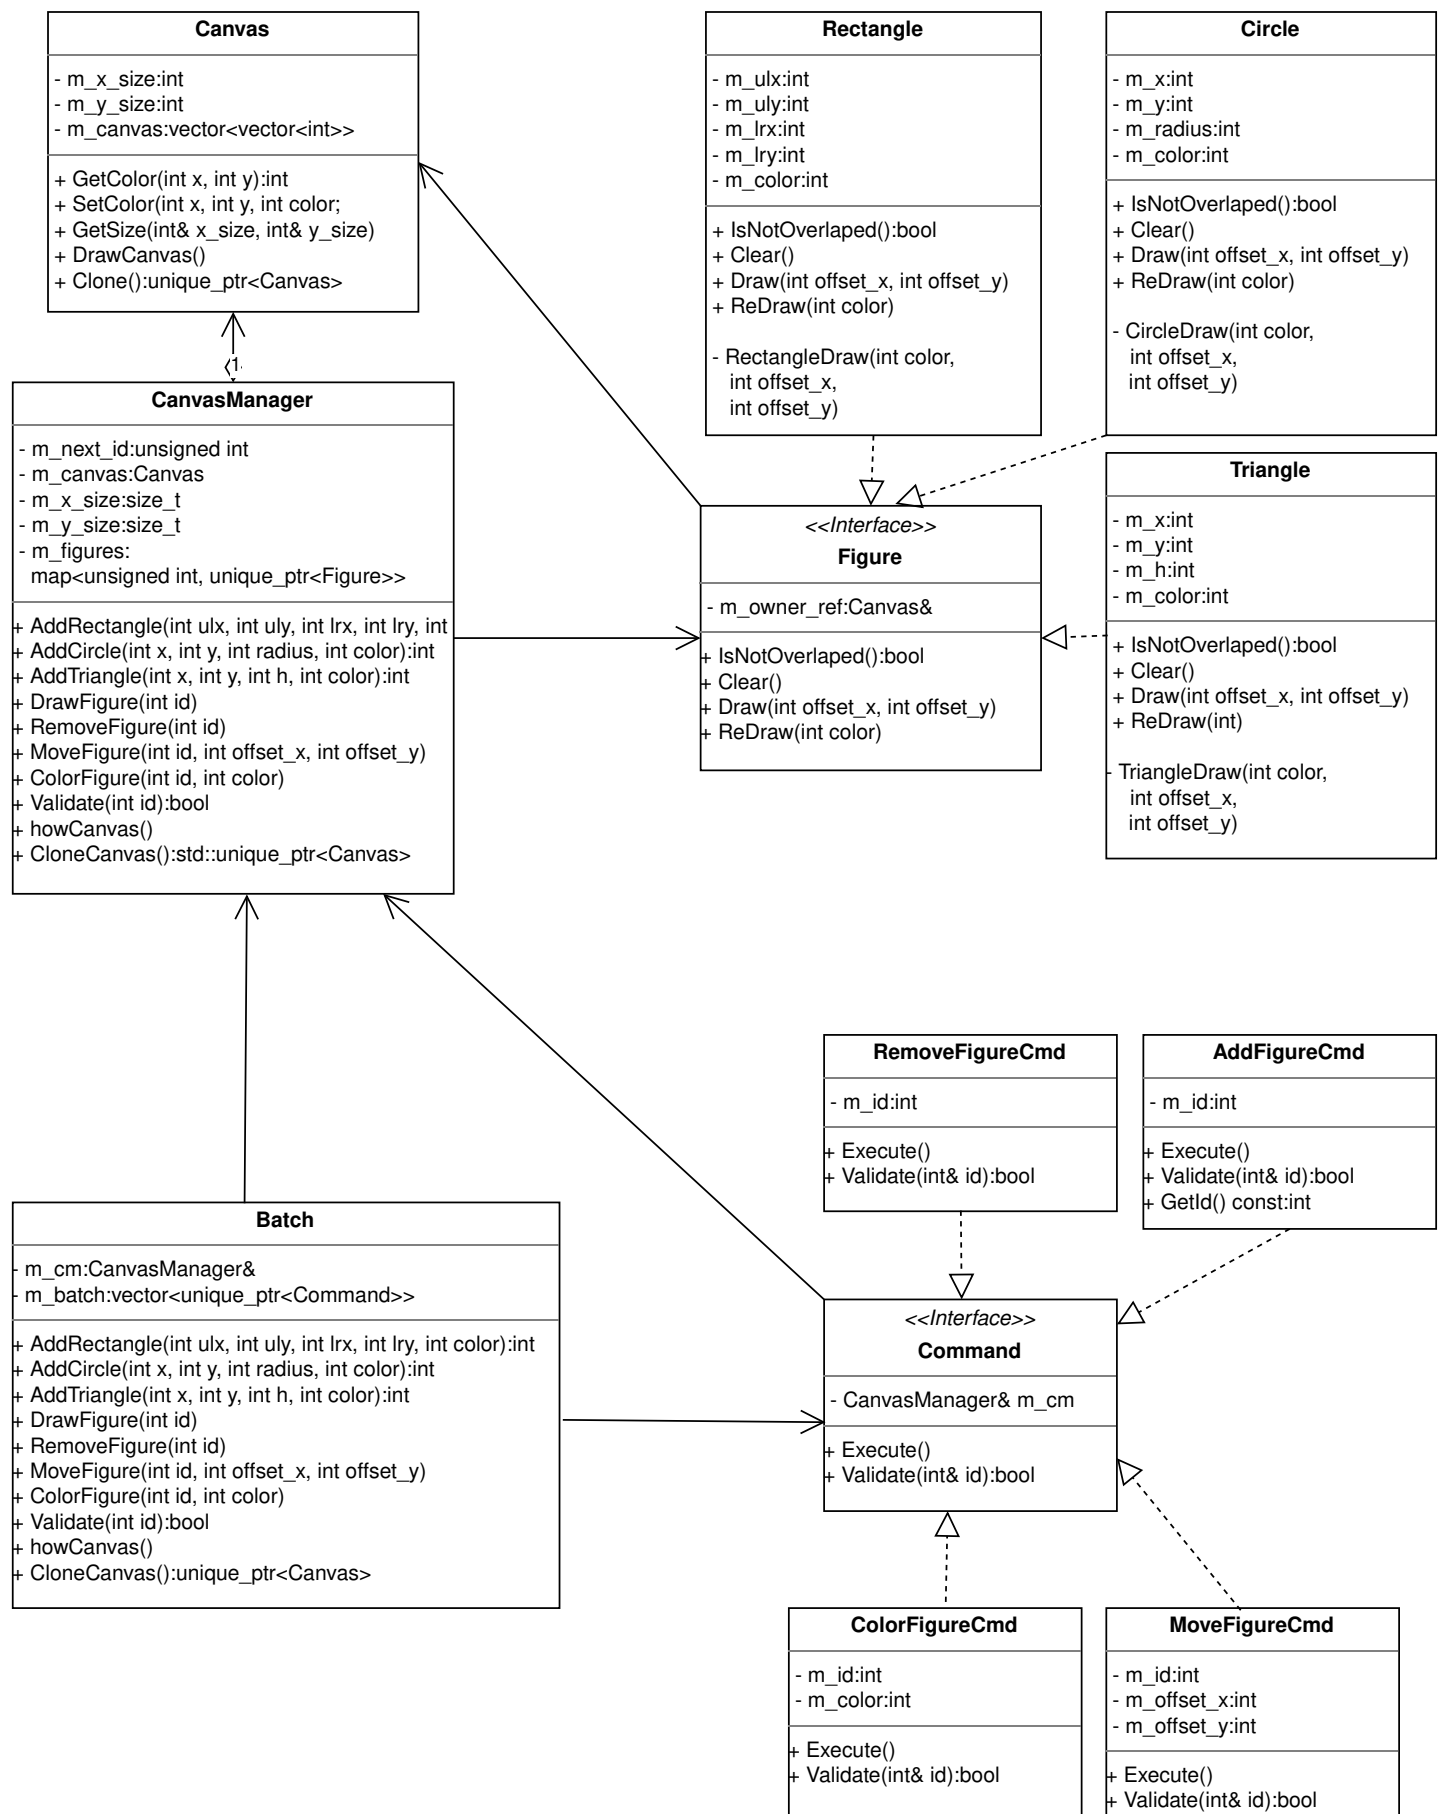 Canvas
- m_x_size:int
- m_y_size:int
- m_canvas:vector<vector<int>>
+ GetColor(int x, int y):int
+ SetColor(int x, int y, int color;
+ GetSize(int& x_size, int& y_size)
+ DrawCanvas()
+ Clone():unique_ptr<Canvas>
1
Rectangle
- m_ulx:int
- m_uly:int
- m_lrx:int
- m_lry:int
- m_color:int
+ IsNotOverlaped():bool
+ Clear()
+ Draw(int offset_x, int offset_y)
+ ReDraw(int color)
- RectangleDraw(int color,
int offset_x,
int offset_y)
Circle
- m_x:int
- m_y:int
- m_radius:int
- m_color:int
+ IsNotOverlaped():bool
+ Clear()
+ Draw(int offset_x, int offset_y)
+ ReDraw(int color)
- CircleDraw(int color,
int offset_x,
int offset_y)
CanvasManager
- m_next_id:unsigned int
- m_canvas:Canvas
- m_x_size:size_t
- m_y_size:size_t
- m_figures:
map<unsigned int, unique_ptr<Figure>>
+ AddRectangle(int ulx, int uly, int lrx, int lry, int
+ AddCircle(int x, int y, int radius, int color):int
+ AddTriangle(int x, int y, int h, int color):int
+ DrawFigure(int id)
+ RemoveFigure(int id)
+ MoveFigure(int id, int offset_x, int offset_y)
+ ColorFigure(int id, int color)
+ Validate(int id):bool
+ howCanvas()
+ CloneCanvas():std::unique_ptr<Canvas>
<<Interface>>
Figure
- m_owner_ref:Canvas&
+ IsNotOverlaped():bool
+ Clear()
+ Draw(int offset_x, int offset_y)
+ ReDraw(int color)
Triangle
- m_x:int
- m_y:int
- m_h:int
- m_color:int
+ IsNotOverlaped():bool
+ Clear()
+ Draw(int offset_x, int offset_y)
+ ReDraw(int)
- TriangleDraw(int color,
int offset_x,
int offset_y)
RemoveFigureCmd
- m_id:int
+ Execute()
+ Validate(int& id):bool
AddFigureCmd
- m_id:int
+ Execute()
+ Validate(int& id):bool
+ GetId() const:int
Batch
- m_cm:CanvasManager&
- m_batch:vector<unique_ptr<Command>>
+ AddRectangle(int ulx, int uly, int lrx, int lry, int color):int
+ AddCircle(int x, int y, int radius, int color):int
+ AddTriangle(int x, int y, int h, int color):int
+ DrawFigure(int id)
+ RemoveFigure(int id)
+ MoveFigure(int id, int offset_x, int offset_y)
+ ColorFigure(int id, int color)
+ Validate(int id):bool
+ howCanvas()
+ CloneCanvas():unique_ptr<Canvas>
<<Interface>>
Command
- CanvasManager& m_cm
+ Execute()
+ Validate(int& id):bool
ColorFigureCmd
- m_id:int
- m_color:int
+ Execute()
+ Validate(int& id):bool
MoveFigureCmd
- m_id:int
- m_offset_x:int
- m_offset_y:int
+ Execute()
+ Validate(int& id):bool